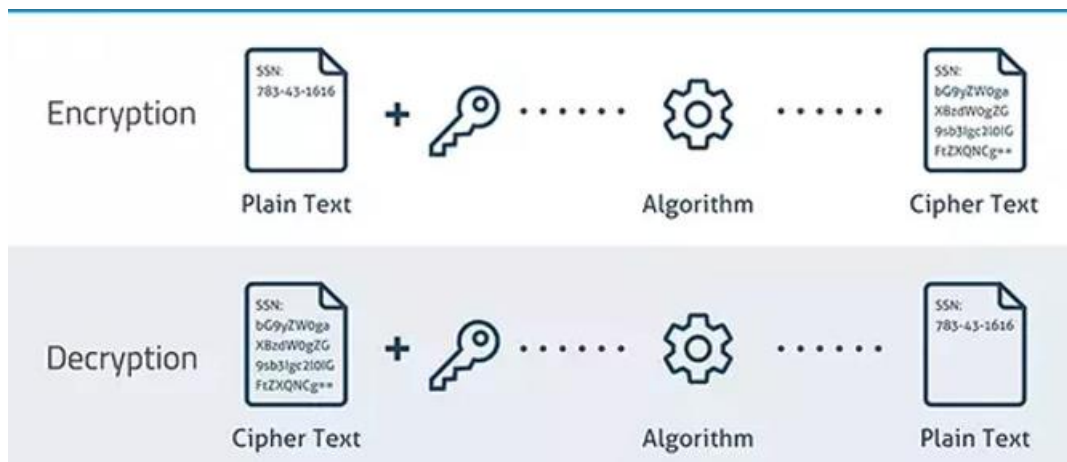 Encryption
SSN:
783-43-1616
+
Plain Text
Algorithm
SSN:
bG9yZW0ga
XBzdW0gZG
9sb3Igc2l0IG
FtZXQNCg==
Cipher Text
Decryption
SSN:
bG9yZW0ga
XBzdW0gZG
9sb3Igc2l0IG
FtZXQNCg==
+
Cipher Text
Algorithm
SSN:
783-43-1616
Plain Text